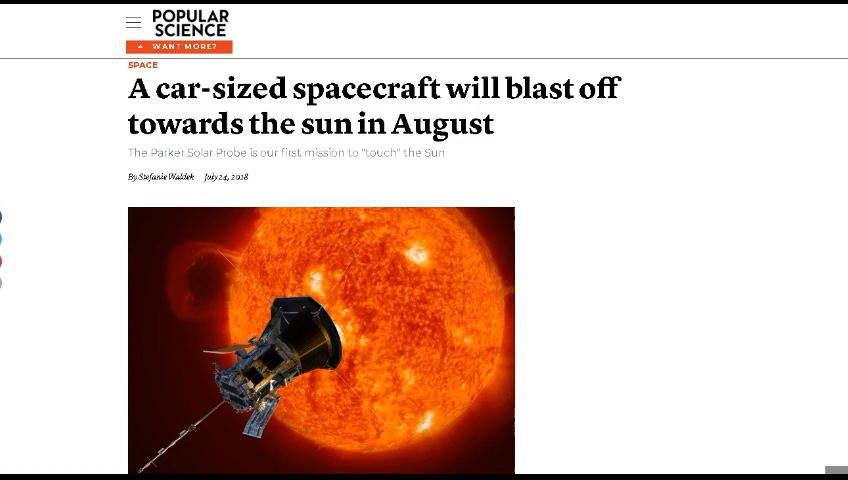 POPULAR
SCIENCE
WANT MORE?
SPACE
A car-sized spacecraft will blast off
towards the sun in August
The Parker Solar Probe is our first mission to "touch" the Sun
By Stefanie Waldek July 24, 2018